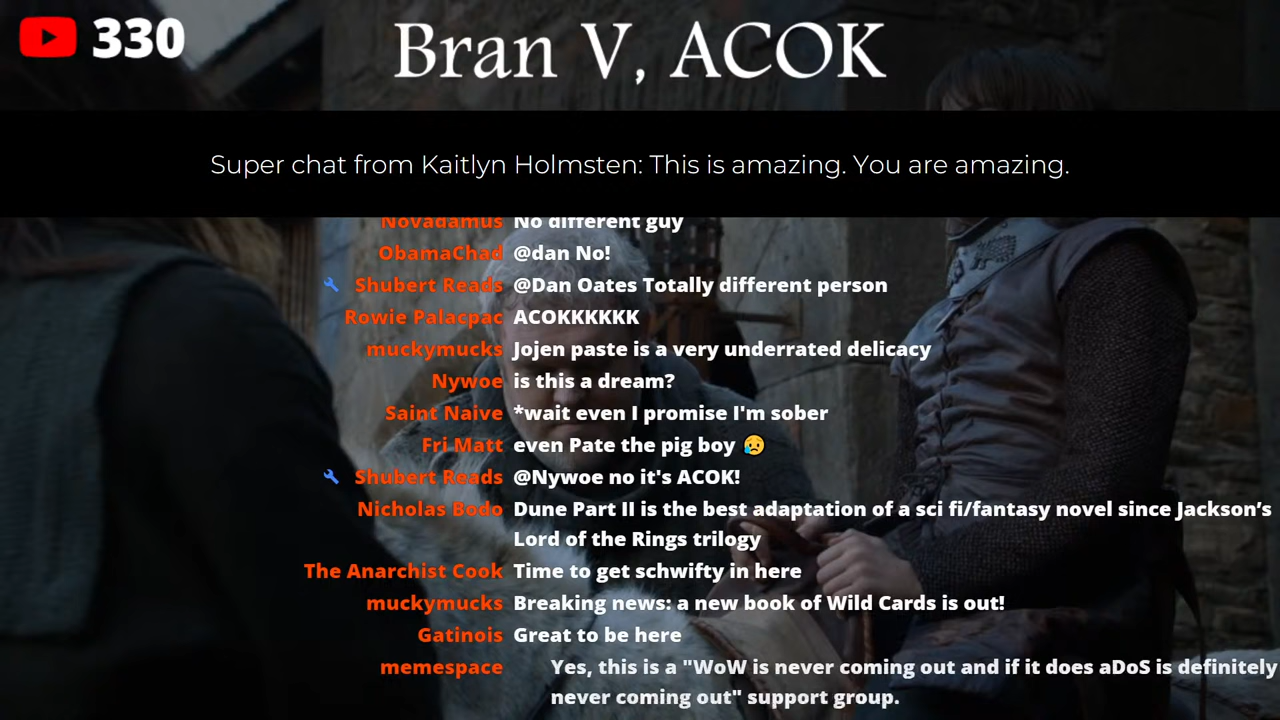 330
Bran V, ACOK
Super chat from Kaitlyn Holmsten: This is amazing. You are amazing.
Novadamus No different guy
ObamaChad @dan No!
Shubert Reads @Dan Oates Totally different person
Rowie Palacpac ACOKKKKKK
muckymucks Jojen paste is a very underrated delicacy
Nywoe is this a dream?
Saint Naive *wait even I promise I'm sober
Fri Matt even Pate the pig boy 😥
Shubert Reads @Nywoe no it's ACOK!
Nicholas Bodo Dune Part II is the best adaptation of a sci fi/fantasy novel since Jackson’s
Lord of the Rings trilogy
The Anarchist Cook Time to get schwifty in here
muckymucks Breaking news: a new book of Wild Cards is out!
Gatinois Great to be here
memespace Yes, this is a "WoW is never coming out and if it does aDoS is definitely
never coming out" support group.